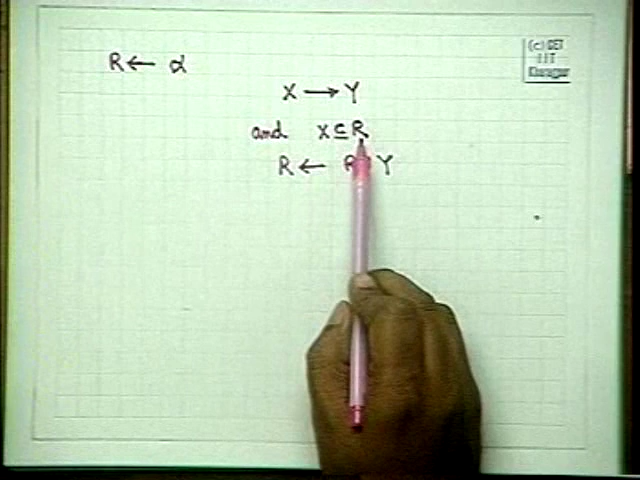 R ← α
(c) CET
I.I.T
Kharagpur
X → Y
and X ⊆ R
R ← R Y